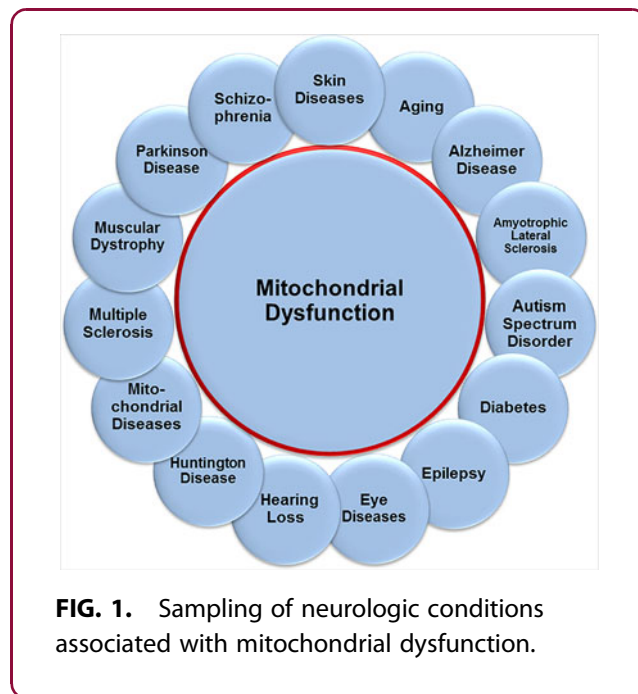 Skin
Diseases
Aging
Alzheimer
Disease
Amyotrophic
Lateral
Sclerosis
Autism
Spectrum
Disorder
Diabetes
Epilepsy
Eye
Diseases
Hearing
Loss
Huntington
Disease
Mito-
chondrial
Diseases
Multiple
Sclerosis
Muscular
Dystrophy
Parkinson
Disease
Schizo-
phrenia
Mitochondrial
Dysfunction
FIG. 1. Sampling of neurologic conditions
associated with mitochondrial dysfunction.